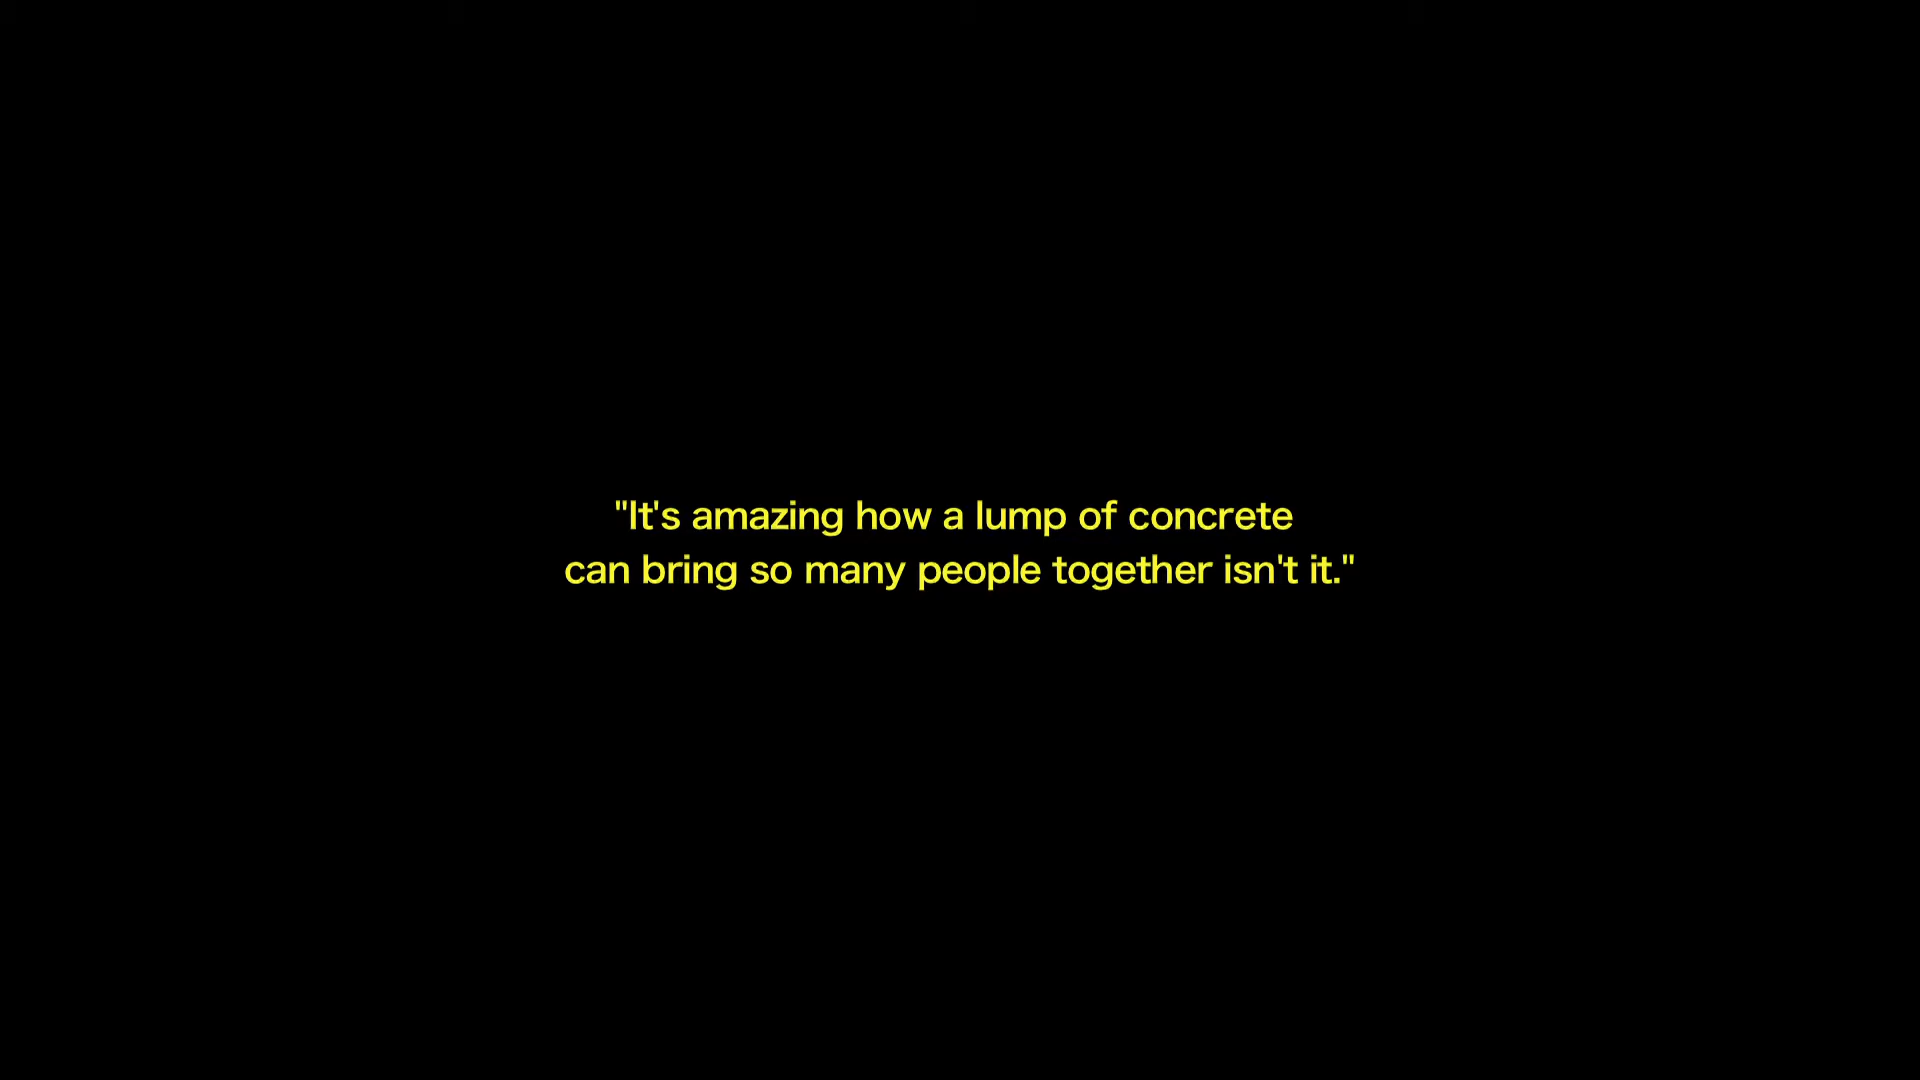 "It's amazing how a lump of concrete
can bring so many people together isn't it."